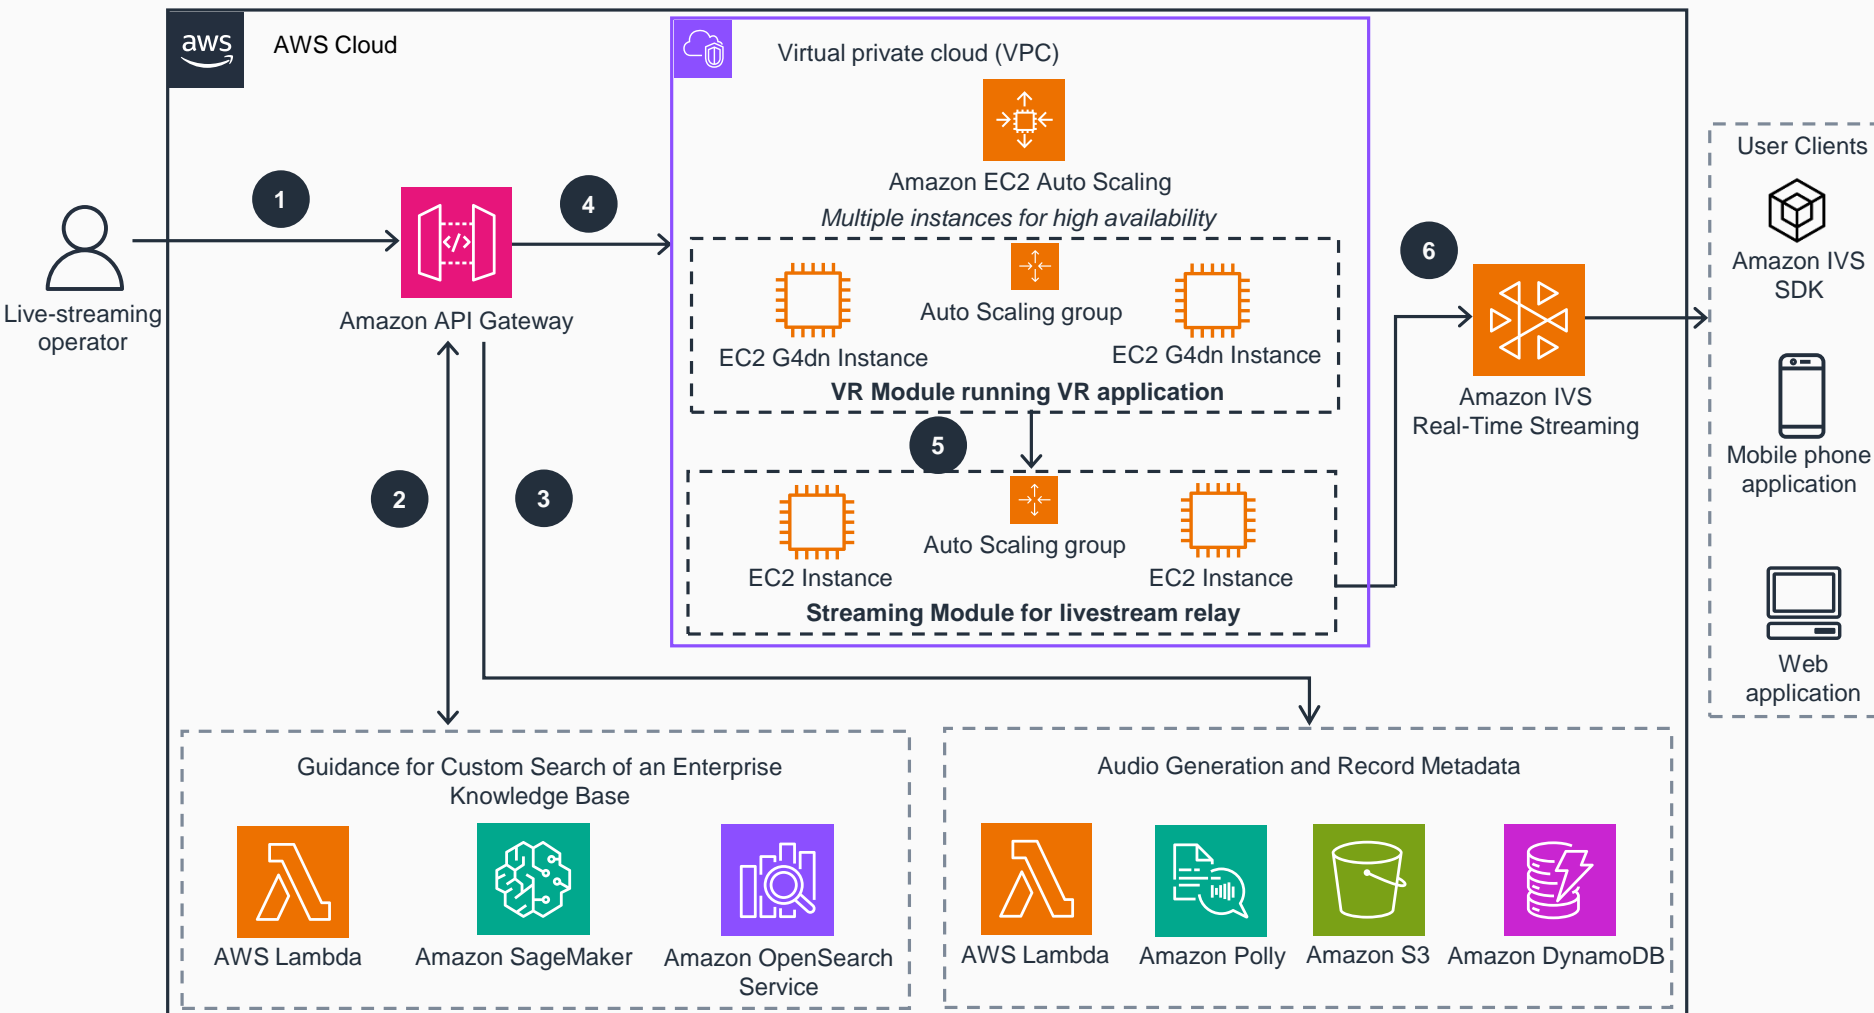 aws
AWS Cloud
Virtual private cloud (VPC)
Amazon EC2 Auto Scaling
Multiple instances for high availability
1
4
6
Live-streaming
operator
</>
Amazon API Gateway
Auto Scaling group
EC2 G4dn Instance
EC2 G4dn Instance
VR Module running VR application
5
2
3
Auto Scaling group
EC2 Instance
EC2 Instance
Streaming Module for livestream relay
Amazon IVS
Real-Time Streaming
User Clients
Amazon IVS
SDK
Mobile phone
application
Web
application
Guidance for Custom Search of an Enterprise
Knowledge Base
AWS Lambda
Amazon SageMaker
Amazon OpenSearch
Service
Audio Generation and Record Metadata
AWS Lambda
Amazon Polly
Amazon S3
Amazon DynamoDB